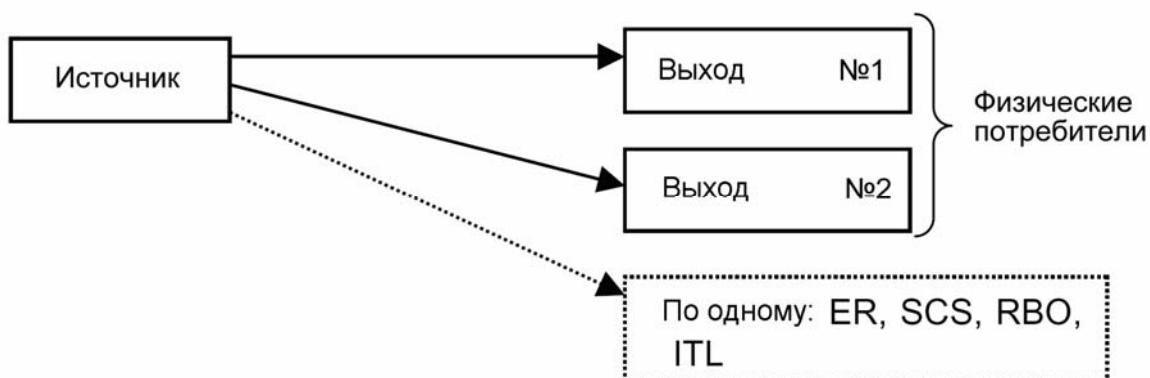 Источник
Выход №1
Выход №2
Физические
потребители
По одному: ER, SCS, RBO,
ITL